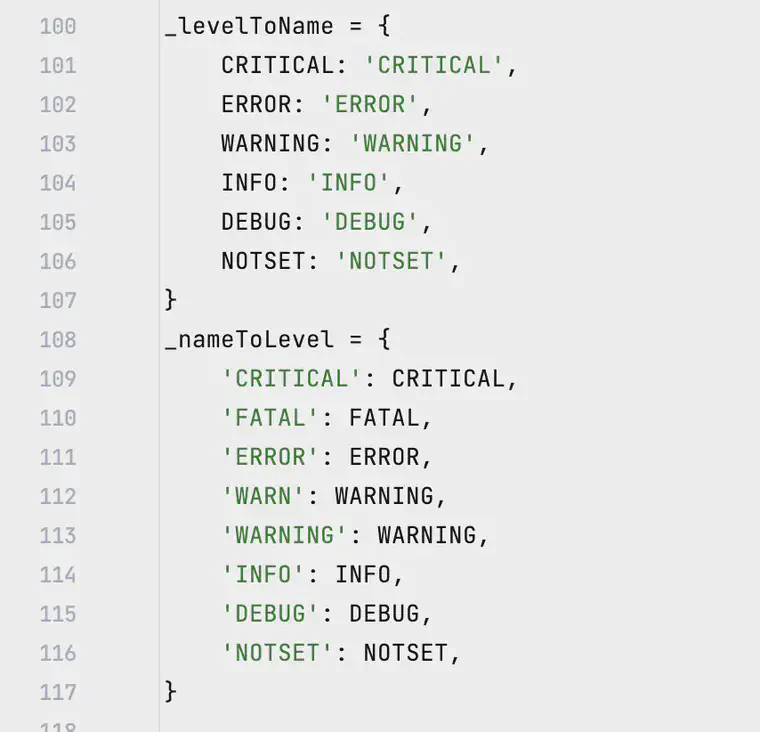 100 _levelToName = {
101     CRITICAL: 'CRITICAL',
102     ERROR: 'ERROR',
103     WARNING: 'WARNING',
104     INFO: 'INFO',
105     DEBUG: 'DEBUG',
106     NOTSET: 'NOTSET',
107 }
108 _nameToLevel = {
109     'CRITICAL': CRITICAL,
110     'FATAL': FATAL,
111     'ERROR': ERROR,
112     'WARN': WARNING,
113     'WARNING': WARNING,
114     'INFO': INFO,
115     'DEBUG': DEBUG,
116     'NOTSET': NOTSET,
117 }
118